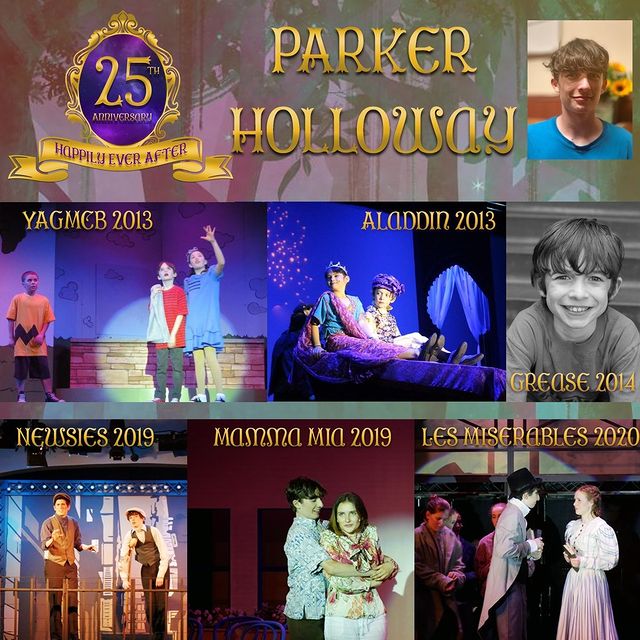 25TH
ANNIVERSARY
HAPPILY EVER AFTER
PARKER
HOLLOWAY
YAGMCB 2013
ALADDIN 2013
GREASE 2014
NEWSIES 2019
MAMMA MIA 2019
LES MISERABLES 2020